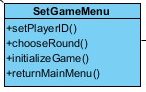 SetGameMenu
+setPlayerID()
+chooseRound()
+initializeGame()
+returnMainMenu()